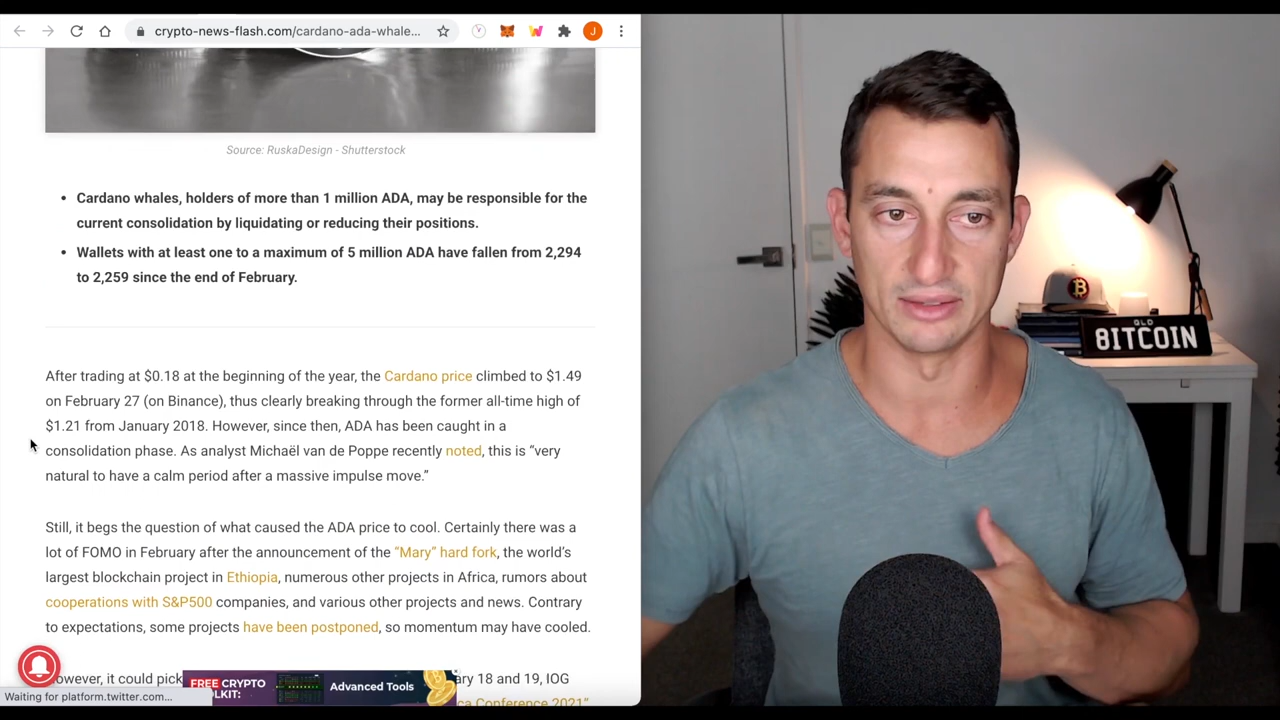 crypto-news-flash.com/cardano-ada-whale...
J
Source: RuskaDesign - Shutterstock
• Cardano whales, holders of more than 1 million ADA, may be responsible for the
current consolidation by liquidating or reducing their positions.
• Wallets with at least one to a maximum of 5 million ADA have fallen from 2,294
to 2,259 since the end of February.
After trading at $0.18 at the beginning of the year, the Cardano price climbed to $1.49
on February 27 (on Binance), thus clearly breaking through the former all-time high of
$1.21 from January 2018. However, since then, ADA has been caught in a
consolidation phase. As analyst Michaël van de Poppe recently noted, this is “very
natural to have a calm period after a massive impulse move.”
Still, it begs the question of what caused the ADA price to cool. Certainly there was a
lot of FOMO in February after the announcement of the “Mary” hard fork, the world’s
largest blockchain project in Ethiopia, numerous other projects in Africa, rumors about
cooperations with S&P500 companies, and various other projects and news. Contrary
to expectations, some projects have been postponed, so momentum may have cooled.
However, it could pick ary 18 and 19, IOG
ca Conference 2021”
FREE CRYPTO
OLKIT:
Advanced Tools
Waiting for platform.twitter.com...
B
QLD
8ITCOIN